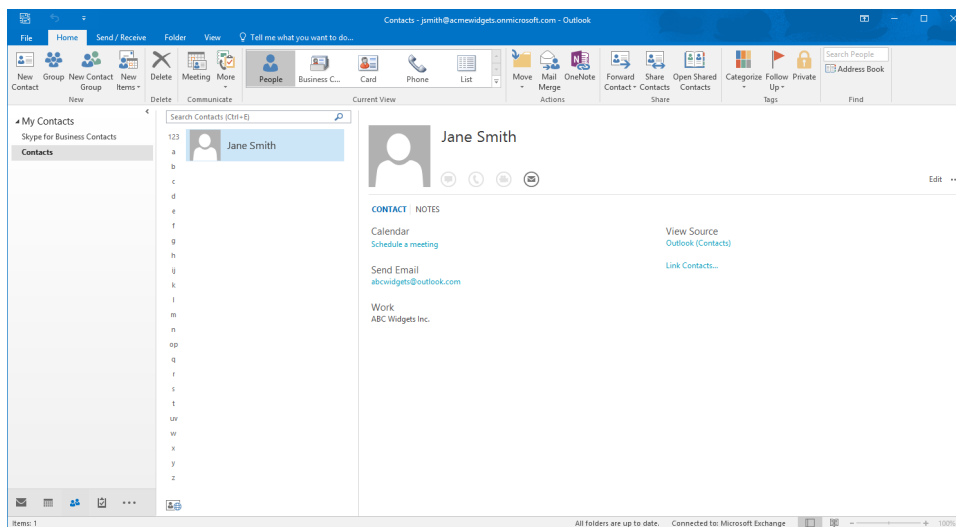 Contacts - jsmith@acmewidgets.onmicrosoft.com - Outlook
File Home Send / Receive Folder View Tell me what you want to do...
New Contact
Group
New Contact Group
New Items
Delete
Meeting
More
People
Business C...
Card
Phone
List
Move
Mail Merge
OneNote
Forward Contact
Share Contacts
Open Shared Contacts
Categorize
Follow Up
Private
Search People
Address Book
New Delete Communicate Current View Actions Share Tags Find
My Contacts
Skype for Business Contacts
Contacts
Search Contacts (Ctrl+E)
123
a
b
c
d
e
f
g
h
ij
k
l
m
n
op
q
r
s
t
uv
w
x
y
z
Jane Smith
Jane Smith
Edit
CONTACT NOTES
Calendar
Schedule a meeting
Send Email
abcwidgets@outlook.com
Work
ABC Widgets Inc.
View Source
Outlook (Contacts)
Link Contacts...
Items: 1
All folders are up to date. Connected to: Microsoft Exchange
100%